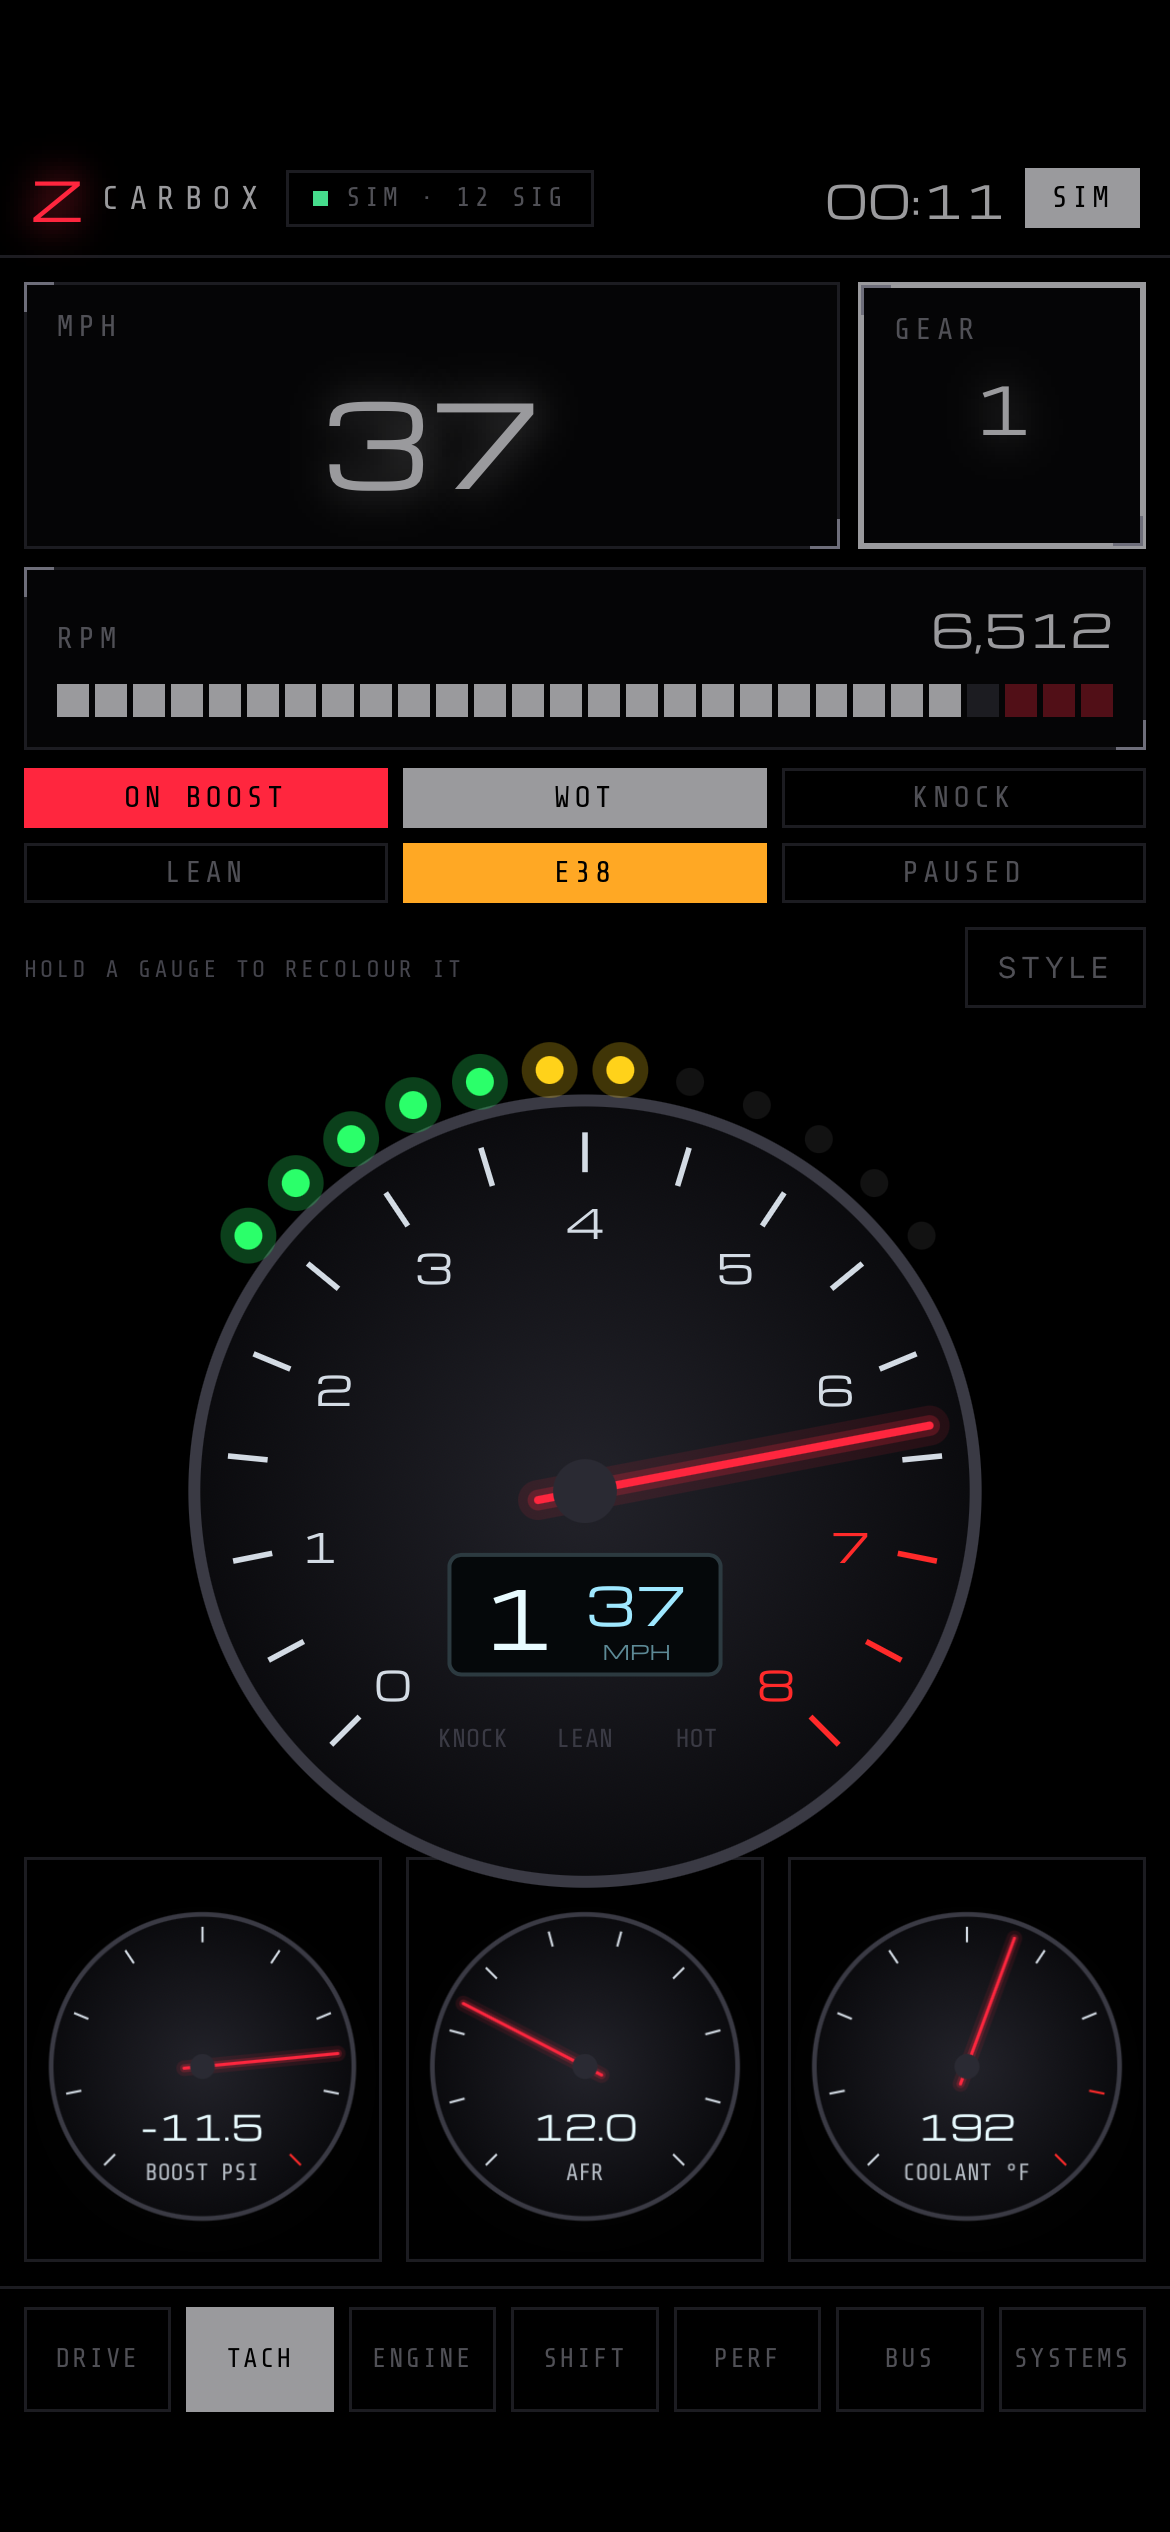 Z CARBOX SIM · 12 SIG 00:11 SIM
MPH
37
GEAR
1
RPM
6,512
ON BOOST WOT KNOCK
LEAN E38 PAUSED
HOLD A GAUGE TO RECOLOUR IT STYLE
4
3 5
2 6
1 7
0 8
1 37
MPH
KNOCK LEAN HOT
-11.5 12.0 192
BOOST PSI AFR COOLANT °F
DRIVE TACH ENGINE SHIFT PERF BUS SYSTEMS